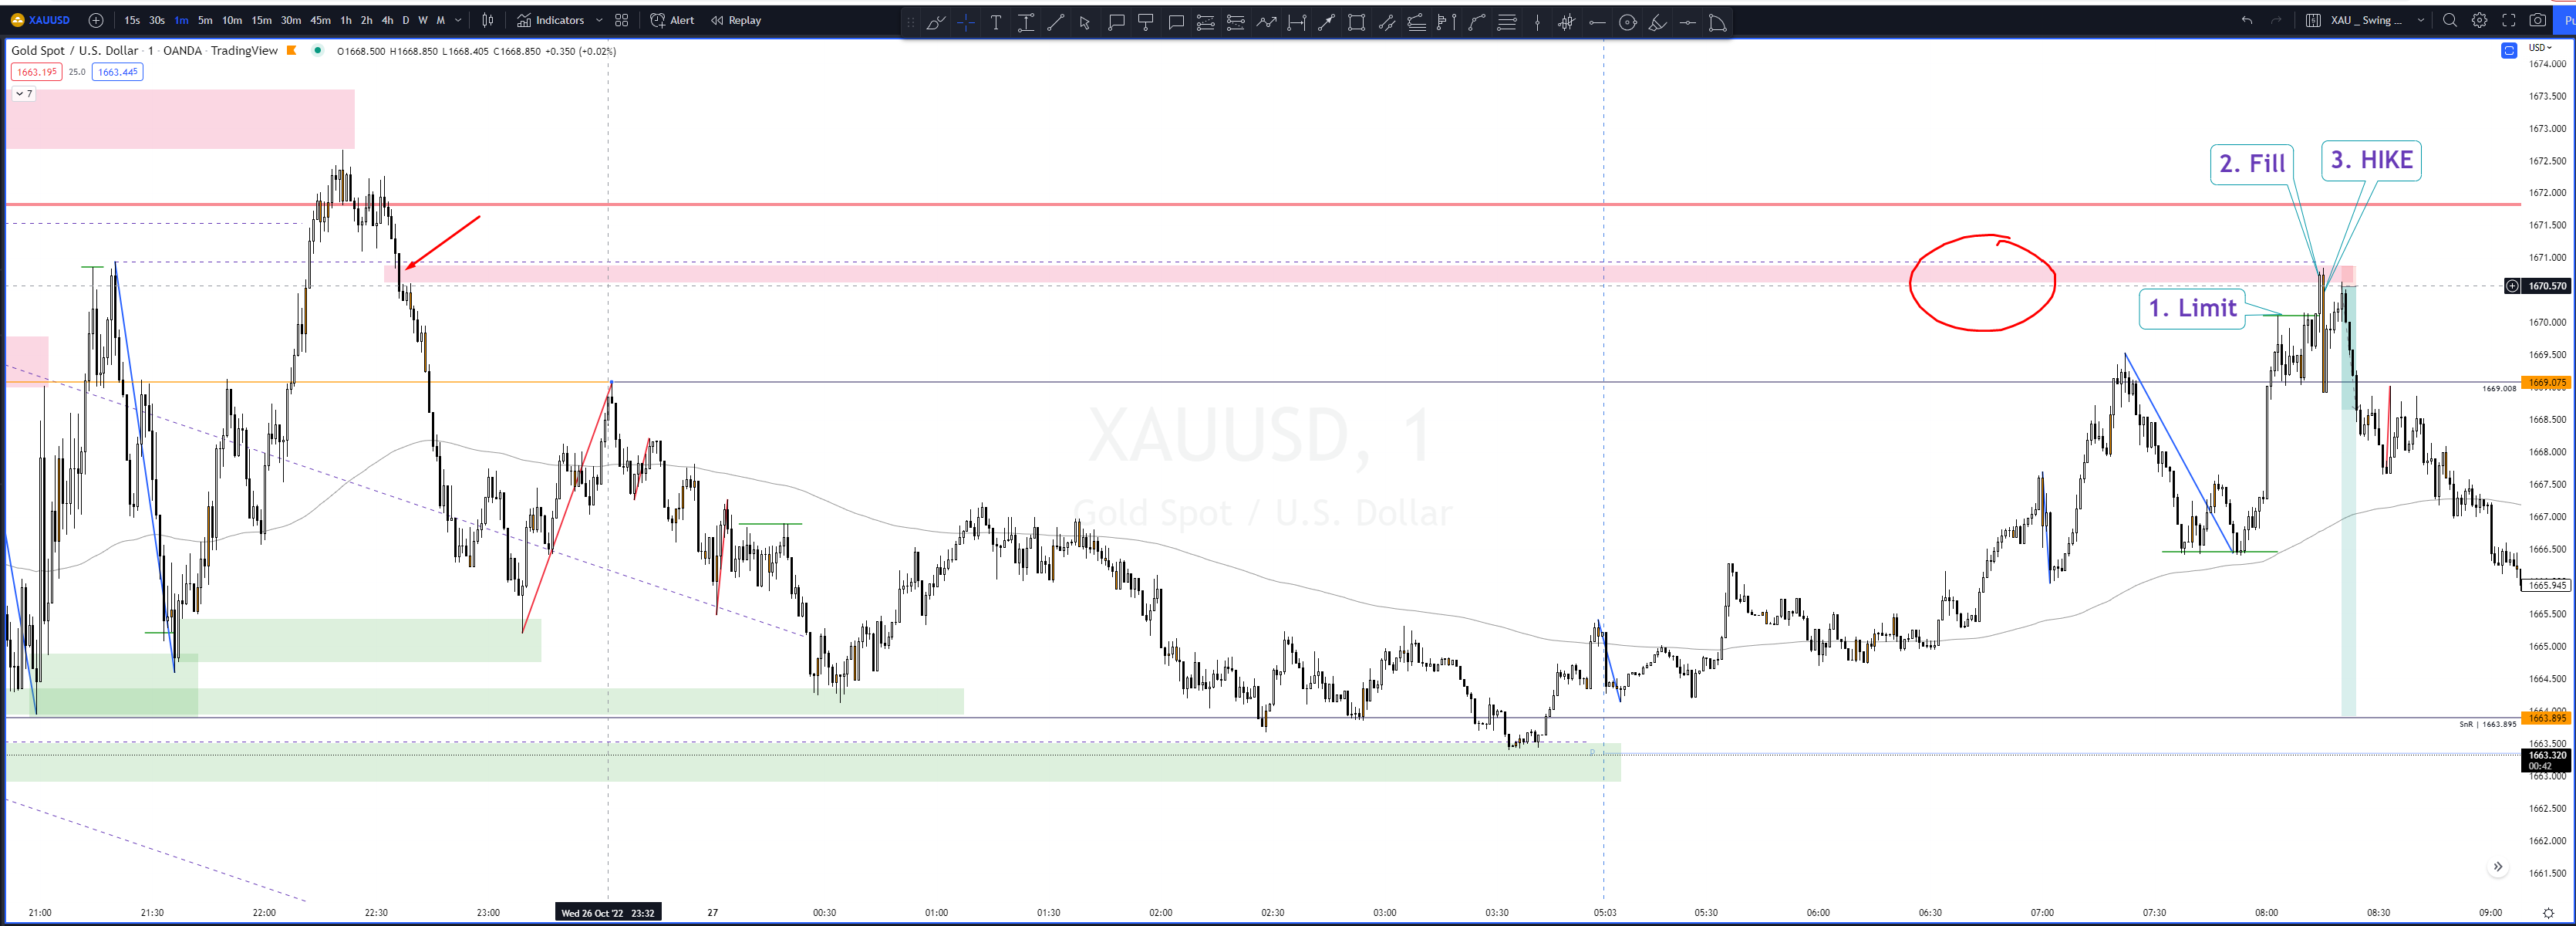 XAUUSD 15s 30s 1m 5m 10m 15m 30m 45m 1h 2h 4h D W M Indicators Alert Replay XAU _ Swing ... Pu
Gold Spot / U.S. Dollar · 1 · OANDA · TradingView O1668.500 H1668.850 L1668.405 C1668.850 +0.350 (+0.02%)
USD
1663.195 25.0 1663.445
7
1674.000
1673.500
1673.000
1672.500
1672.000
1671.500
1671.000
1670.570
1670.000
1669.500
1669.075
1669.008
1668.500
1668.000
1667.500
1667.000
1666.500
1665.945
1665.500
1665.000
1664.500
1664.000
1663.895
SnR | 1663.895
1663.500
1663.320
00:42
1663.000
1662.500
1662.000
1661.500
2. Fill
3. HIKE
1. Limit
XAUUSD, 1
Gold Spot / U.S. Dollar
21:00 21:30 22:00 22:30 23:00 Wed 26 Oct '22 23:32 27 00:30 01:00 01:30 02:00 02:30 03:00 03:30 05:03 05:30 06:00 06:30 07:00 07:30 08:00 08:30 09:00